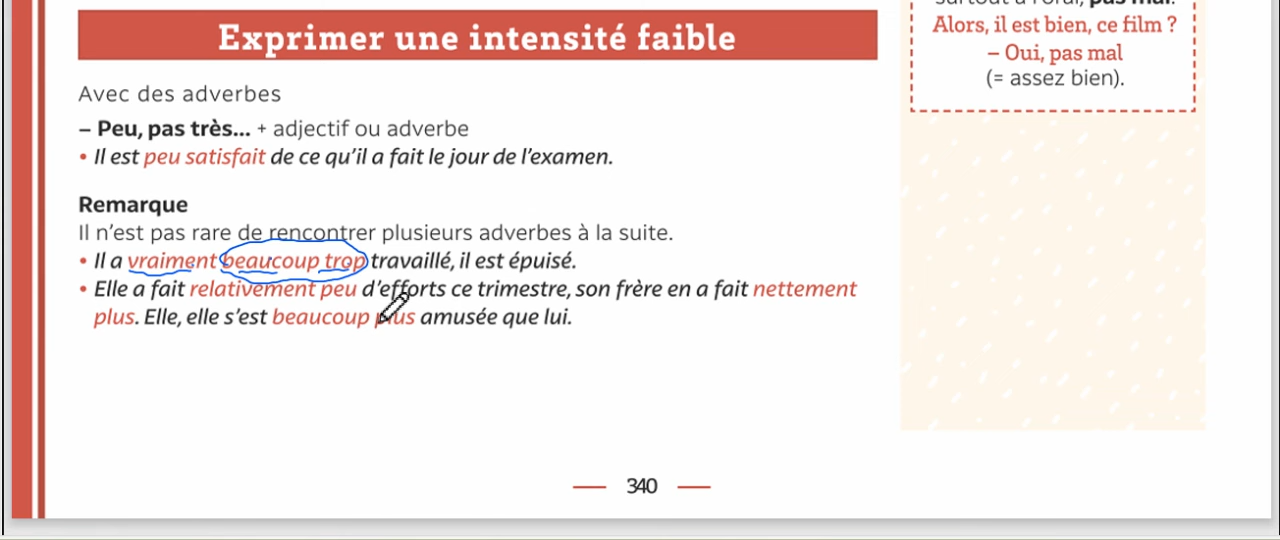 Exprimer une intensité faible
Avec des adverbes
– Peu, pas très... + adjectif ou adverbe
• Il est peu satisfait de ce qu'il a fait le jour de l'examen.
Remarque
Il n'est pas rare de rencontrer plusieurs adverbes à la suite.
• Il a vraiment beaucoup trop travaillé, il est épuisé.
• Elle a fait relativement peu d'efforts ce trimestre, son frère en a fait nettement
plus. Elle, elle s'est beaucoup plus amusée que lui.
surtout à l'oral, pas mal.
Alors, il est bien, ce film ?
– Oui, pas mal
(= assez bien).
340